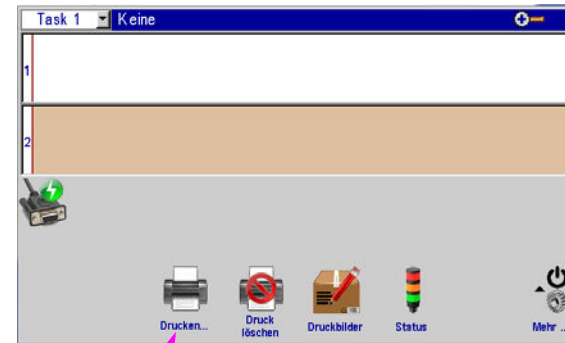 Task 1 Keine
1
2
Drucken...
Druck
löschen
Druckbilder
Status
Mehr ...